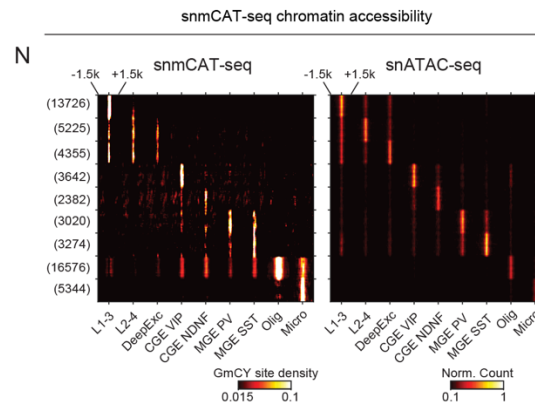 snmCAT-seq chromatin accessibility
N
snmCAT-seq snATAC-seq
-1.5k +1.5k -1.5k +1.5k
(13726)
(5225)
(4355)
(3642)
(2382)
(3020)
(3274)
(16576)
(5344)
L1-3 L2-4 DeepExc CGE VIP CGE NDNF MGE PV MGE SST Olig Micro L1-3 L2-4 DeepExc CGE VIP CGE NDNF MGE PV MGE SST Olig Micro
GmCY site density Norm. Count
0.015 0.1 0.1 1